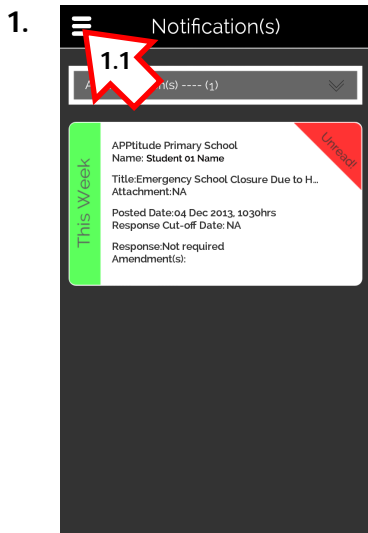 1.
Notification(s)
1.1
(s) ---- (1)
Unread!
This Week
APPtitude Primary School
Name: Student 01 Name
Title:Emergency School Closure Due to H...
Attachment:NA
Posted Date:04 Dec 2013, 1030hrs
Response Cut-off Date: NA
Response:Not required
Amendment(s):